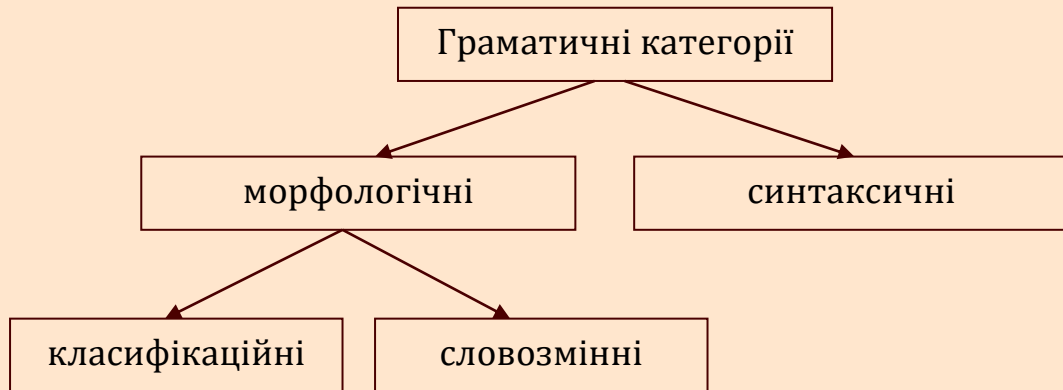 Граматичні категорії
морфологічні
синтаксичні
класифікаційні
словозмінні